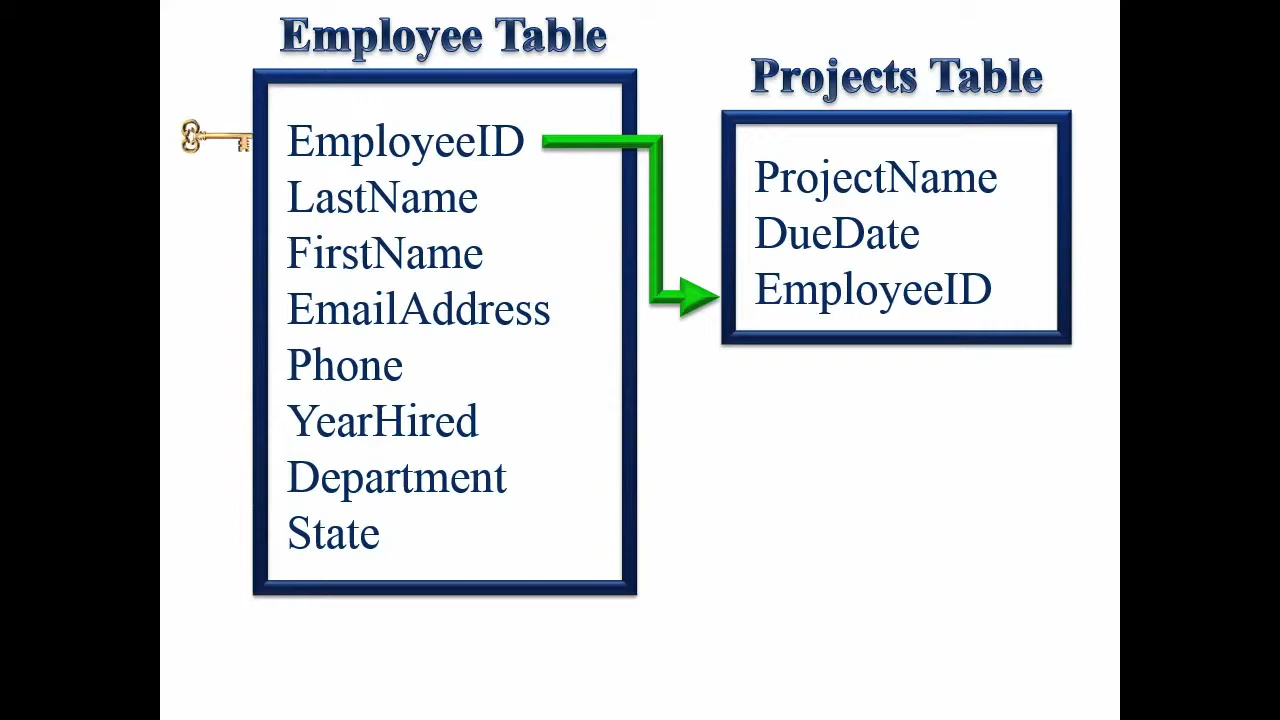 Employee Table
EmployeeID
LastName
FirstName
EmailAddress
Phone
YearHired
Department
State
Projects Table
ProjectName
DueDate
EmployeeID